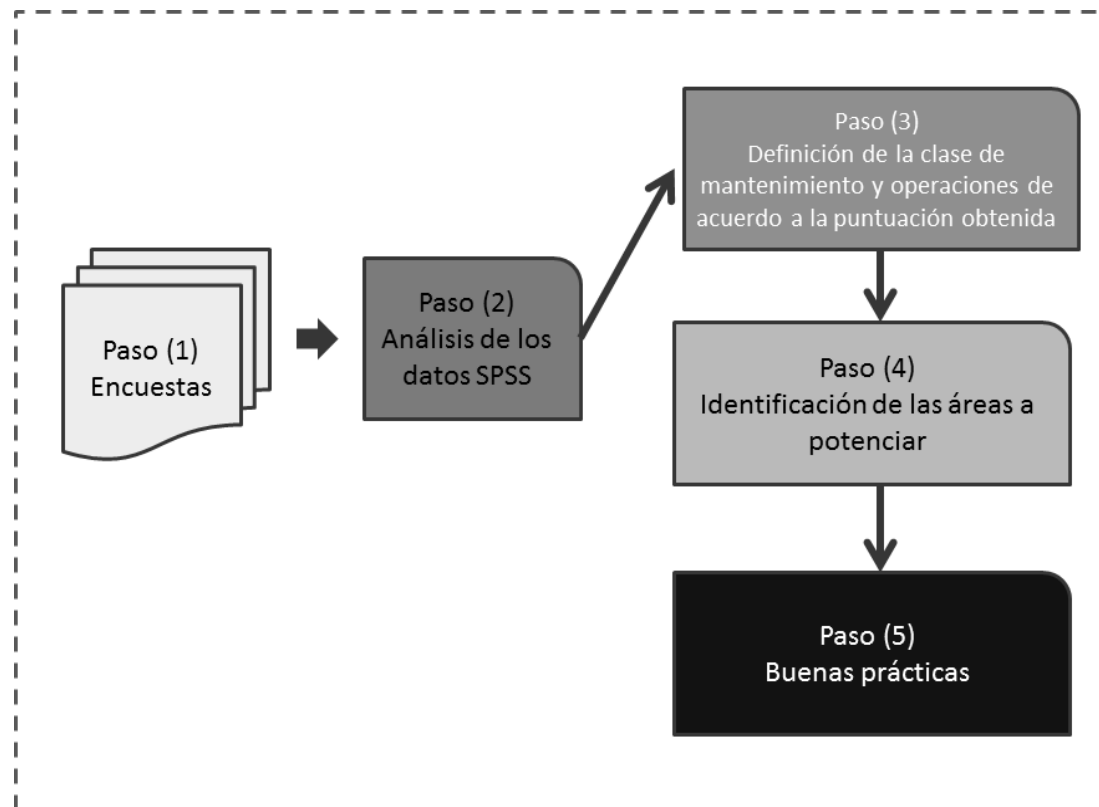 Paso (1)
Encuestas
Paso (2)
Análisis de los
datos SPSS
Paso (3)
Definición de la clase de
mantenimiento y operaciones de
acuerdo a la puntuación obtenida
Paso (4)
Identificación de las áreas a
potenciar
Paso (5)
Buenas prácticas